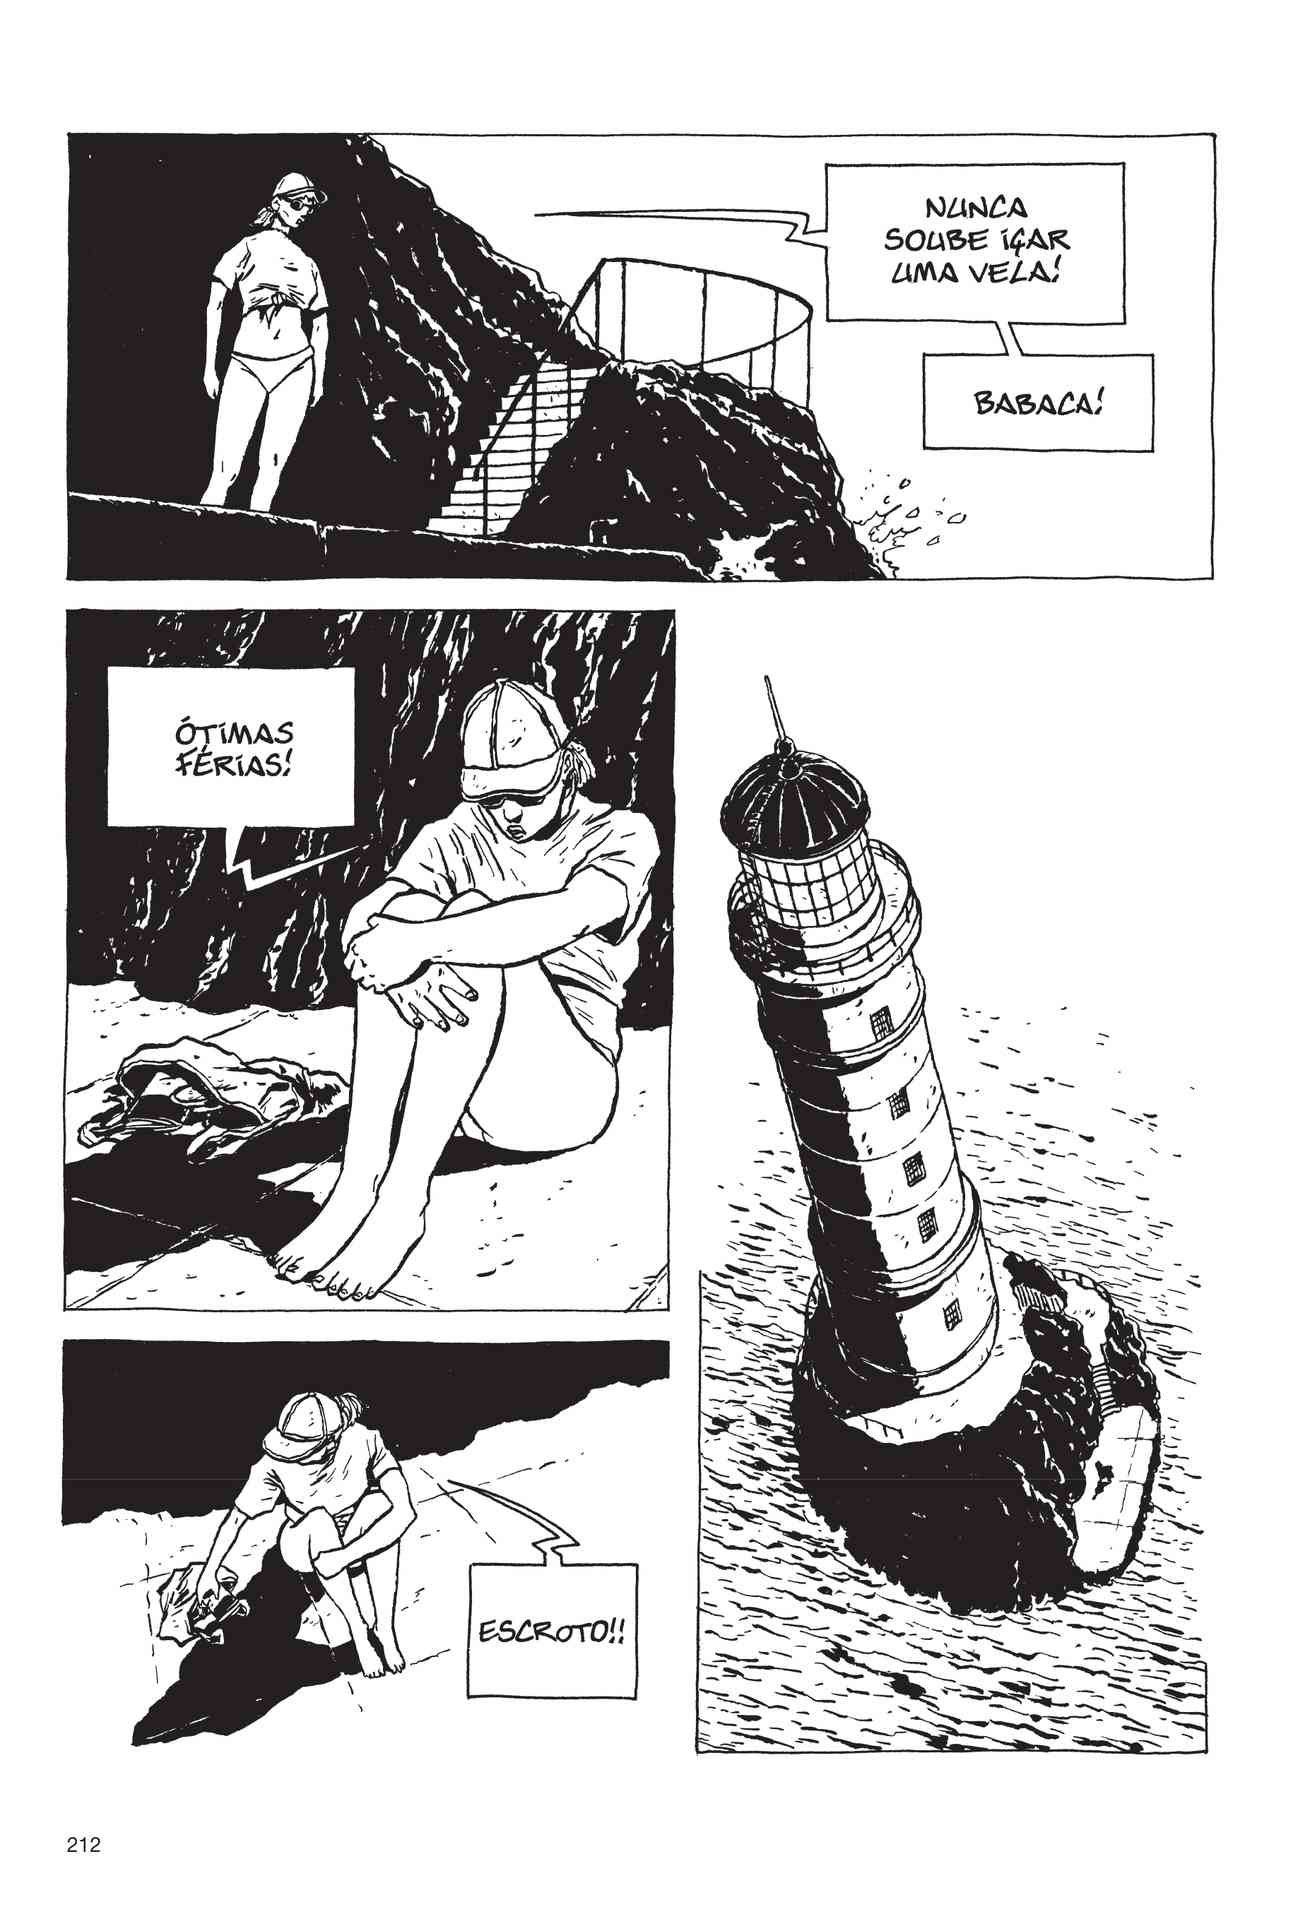 NUNCA
SOUBE IÇAR
UMA VELA!
BABACA!
ÓTIMAS
FÉRIAS!
ESCROTO!!
212